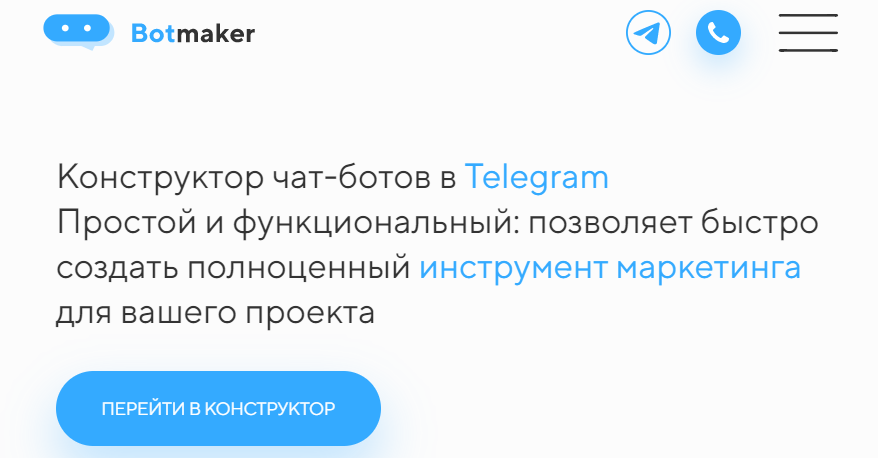 Botmaker
Конструктор чат-ботов в Telegram
Простой и функциональный: позволяет быстро
создать полноценный инструмент маркетинга
для вашего проекта
ПЕРЕЙТИ В КОНСТРУКТОР